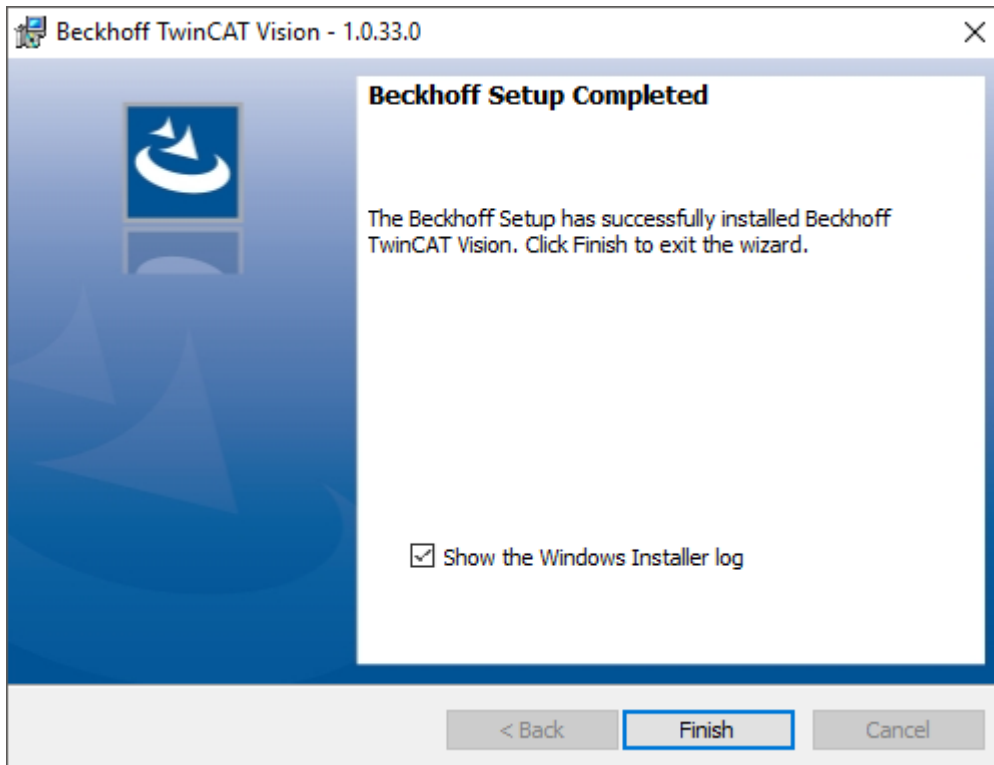 Beckhoff TwinCAT Vision - 1.0.33.0
Beckhoff Setup Completed
The Beckhoff Setup has successfully installed Beckhoff
TwinCAT Vision. Click Finish to exit the wizard.
Show the Windows Installer log
< Back
Finish
Cancel